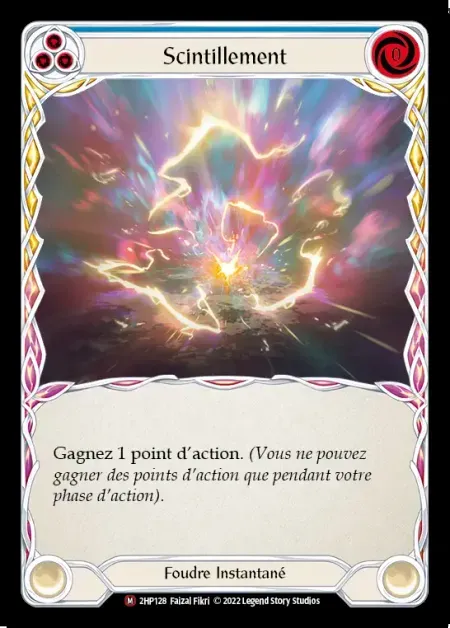 Scintillement
0
Gagnez 1 point d'action. (Vous ne pouvez
gagner des points d'action que pendant votre
phase d'action).
Foudre Instantané
M 2HP128 Faizal Fikri © 2022 Legend Story Studios